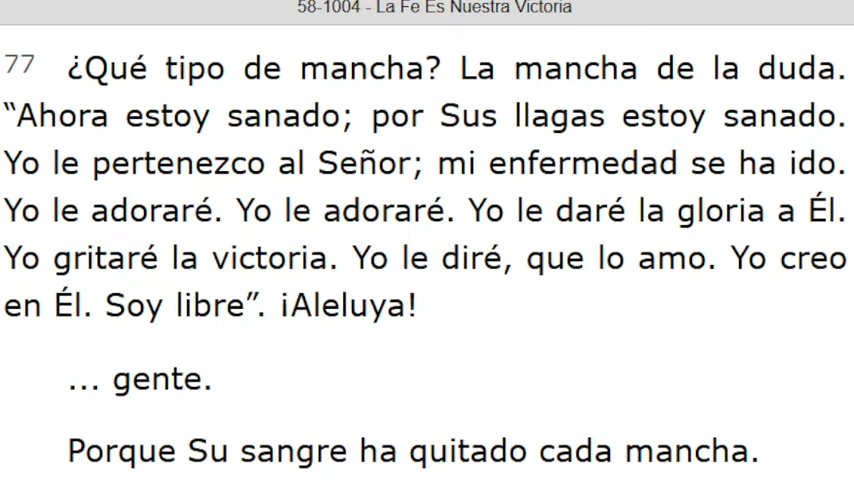 58-1004 - La Fe Es Nuestra Victoria
77 ¿Qué tipo de mancha? La mancha de la duda.
“Ahora estoy sanado; por Sus llagas estoy sanado.
Yo le pertenezco al Señor; mi enfermedad se ha ido.
Yo le adoraré. Yo le adoraré. Yo le daré la gloria a Él.
Yo gritaré la victoria. Yo le diré, que lo amo. Yo creo
en Él. Soy libre”. ¡Aleluya!
... gente.
Porque Su sangre ha quitado cada mancha.